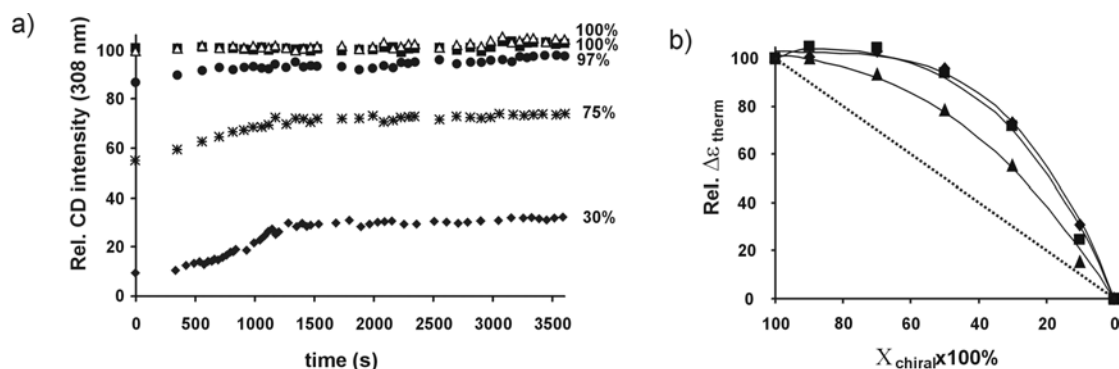 a)
Rel. CD intensity (308 nm)
100
80
60
40
20
0
0 500 1000 1500 2000 2500 3000 3500
time (s)
100%
100%
97%
75%
30%
b)
Rel. Δε therm
100
80
60
40
20
0
100 80 60 40 20 0
X chiral x100%